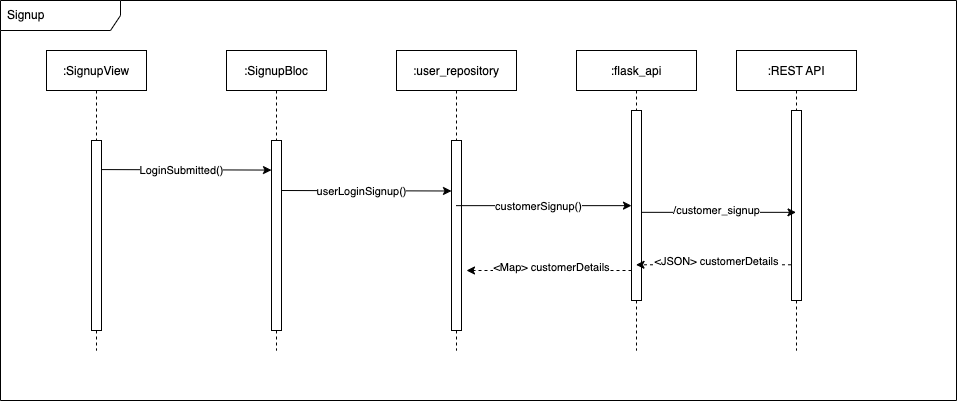 Signup
:SignupView
:SignupBloc
:user_repository
:flask_api
:REST API
LoginSubmitted()
userLoginSignup()
customerSignup()
/customer_signup
<JSON> customerDetails
<Map> customerDetails